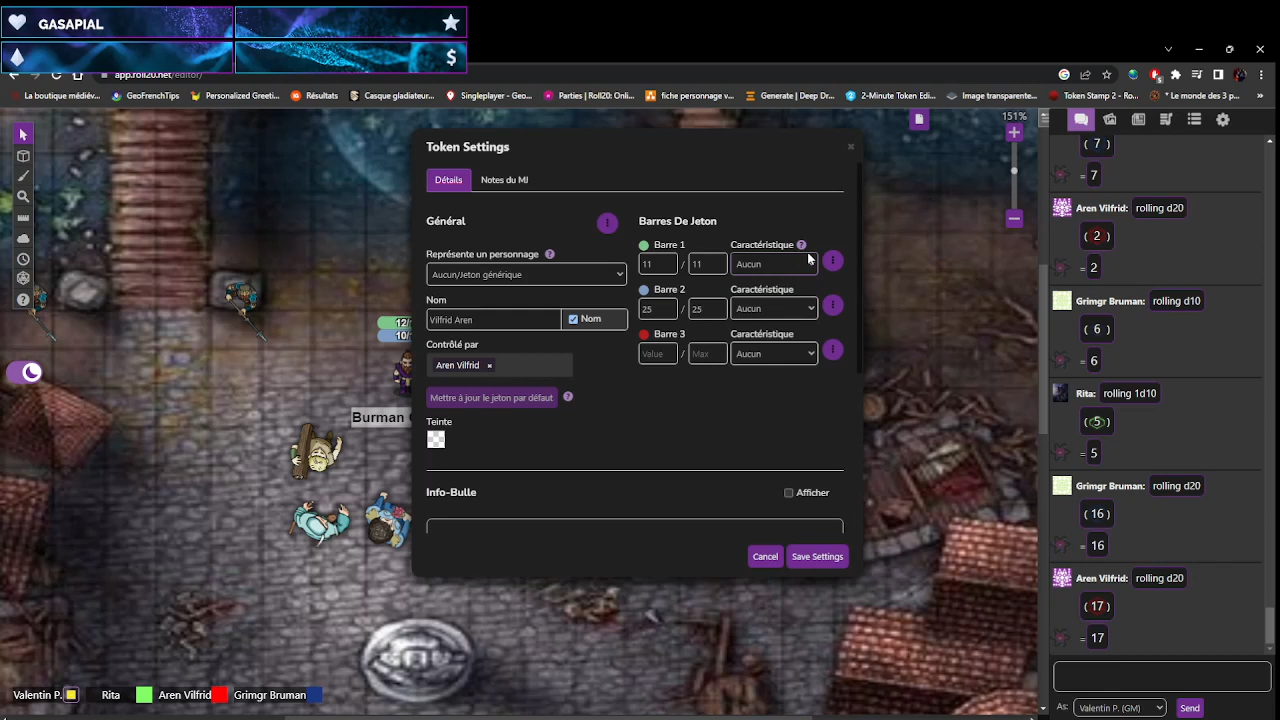 GASAPIAL
$
app.roll20.net/editor/
La boutique médiév...
GeoFrenchTips
Personalized Greeti...
Résultats
Casque gladiateur...
Singleplayer - Geo...
Parties | Roll20: Onli...
fiche personnage v...
Generate | Deep Dr...
2-Minute Token Edi...
Image transparente...
Token Stamp 2 - Ro...
* Le monde des 3 p...
»
151%
Token Settings
Détails
Notes du MJ
Général
Barres De Jeton
Représente un personnage ?
Aucun/Jeton générique
Nom
Vilfrid Aren
Nom
Contrôlé par
Aren Vilfrid ×
Mettre à jour le jeton par défaut ?
Teinte
Barre 1
Caractéristique ?
11 / 11
Aucun
Barre 2
Caractéristique
25 / 25
Aucun
Barre 3
Caractéristique
Value / Max
Aucun
Info-Bulle
Afficher
Cancel
Save Settings
12/
10/
Burman
( 7 )
= 7
Aren Vilfrid: rolling d20
( 2 )
= 2
Grimgr Bruman: rolling d10
( 6 )
= 6
Rita: rolling 1d10
( 5 )
= 5
Grimgr Bruman: rolling d20
( 16 )
= 16
Aren Vilfrid: rolling d20
( 17 )
= 17
As: Valentin P. (GM)
Send
Valentin P.
Rita
Aren Vilfrid
Grimgr Bruman